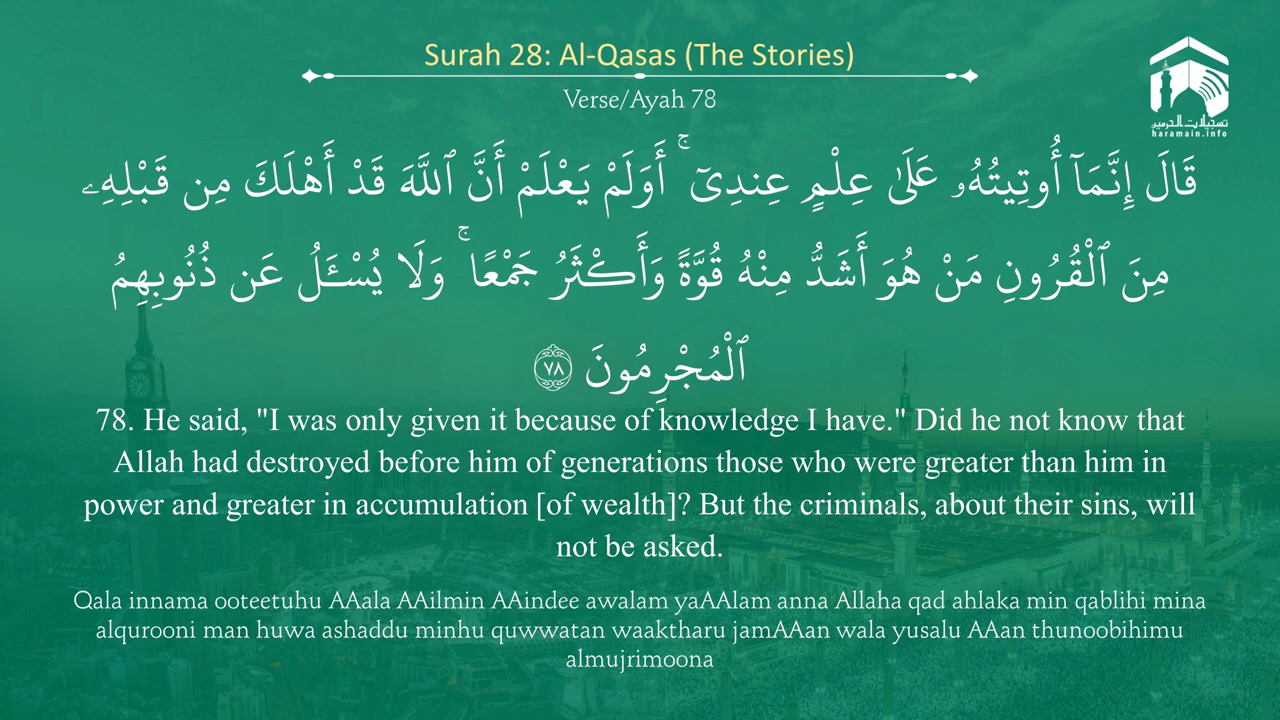 Surah 28: Al-Qasas (The Stories)
Verse/Ayah 78
تسجيلات الحرمين
haramain.info
قَالَ إِنَّمَآ أُوتِيتُهُۥ عَلَىٰ عِلْمٍ عِندِىٓ ۚ أَوَلَمْ يَعْلَمْ أَنَّ ٱللَّهَ قَدْ أَهْلَكَ مِن قَبْلِهِۦ
مِنَ ٱلْقُرُونِ مَنْ هُوَ أَشَدُّ مِنْهُ قُوَّةً وَأَكْثَرُ جَمْعًا ۚ وَلَا يُسْـَٔلُ عَن ذُنُوبِهِمُ
ٱلْمُجْرِمُونَ ٧٨
78. He said, "I was only given it because of knowledge I have." Did he not know that
Allah had destroyed before him of generations those who were greater than him in
power and greater in accumulation [of wealth]? But the criminals, about their sins, will
not be asked.
Qala innama ooteetuhu AAala AAilmin AAindee awalam yaAAlam anna Allaha qad ahlaka min qablihi mina
alqurooni man huwa ashaddu minhu quwwatan waaktharu jamAAan wala yusalu AAan thunoobihimu
almujrimoona